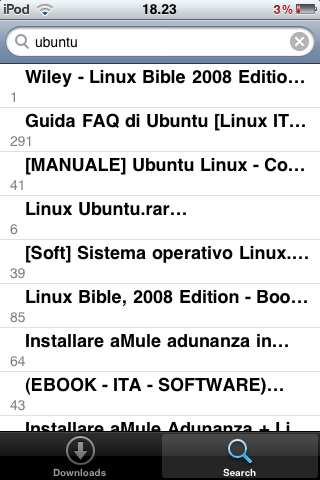 iPod 18.23 3%
ubuntu
Wiley - Linux Bible 2008 Editio...
1
Guida FAQ di Ubuntu [Linux IT...
291
[MANUALE] Ubuntu Linux - Co...
41
Linux Ubuntu.rar...
6
[Soft] Sistema operativo Linux....
39
Linux Bible, 2008 Edition - Boo...
85
Installare aMule adunanza in...
64
(EBOOK - ITA - SOFTWARE)...
43
Installare aMule Adunanza + Li...
Downloads Search